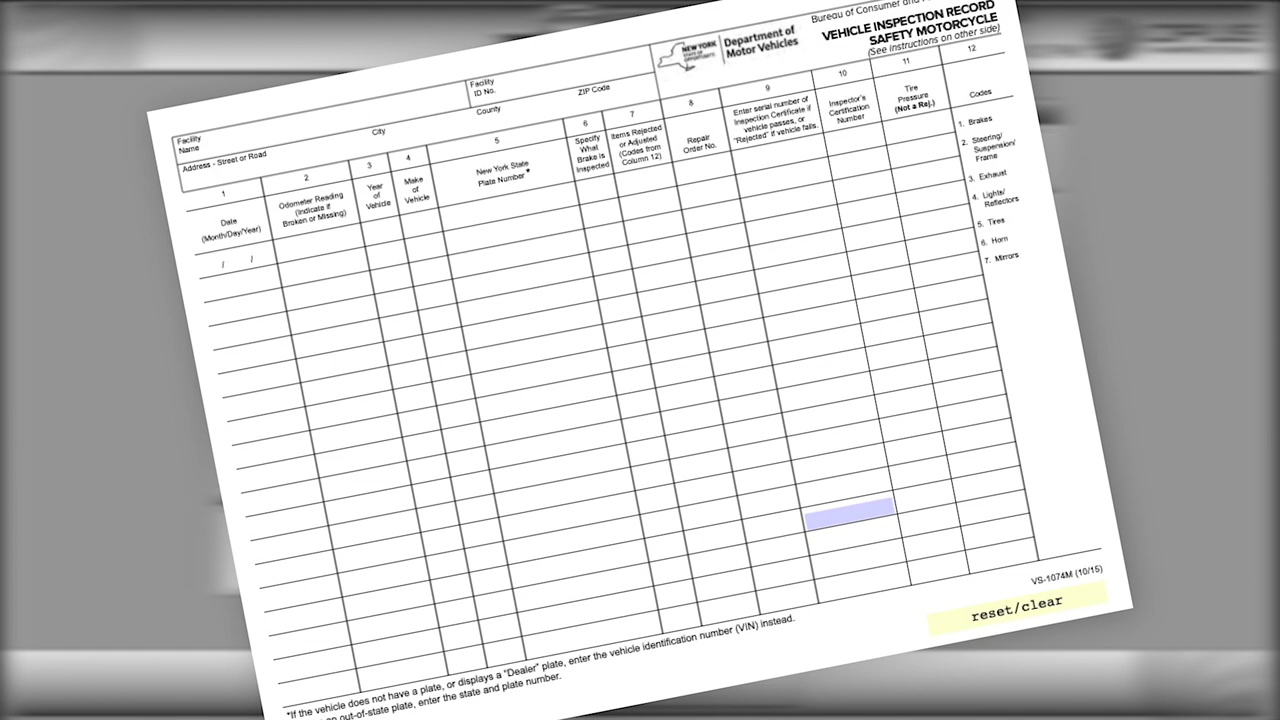 Bureau of Consumer and
VEHICLE INSPECTION RECORD
SAFETY MOTORCYCLE
(See instructions on other side)
NEW YORK
STATE OF
OPPORTUNITY.
Department of
Motor Vehicles
Facility
Name
Facility
ID No.
Address - Street or Road
City
County
ZIP Code
1
Date
(Month/Day/Year)
2
Odometer Reading
(Indicate if
Broken or Missing)
3
Year
of
Vehicle
4
Make
of
Vehicle
5
New York State
Plate Number*
6
Specify
What
Brake is
Inspected
7
Items Rejected
or Adjusted
(Codes from
Column 12)
8
Repair
Order No.
9
Enter serial number of
Inspection Certificate if
vehicle passes, or
"Rejected" if vehicle fails.
10
Inspector's
Certification
Number
11
Tire
Pressure
(Not a Rej.)
12
Codes
1. Brakes
2. Steering/
Suspension/
Frame
3. Exhaust
4. Lights/
Reflectors
5. Tires
6. Horn
7. Mirrors
/ /
VS-1074M (10/15)
reset/clear
*If the vehicle does not have a plate, or displays a "Dealer" plate, enter the vehicle identification number (VIN) instead.
an out-of-state plate, enter the state and plate number.